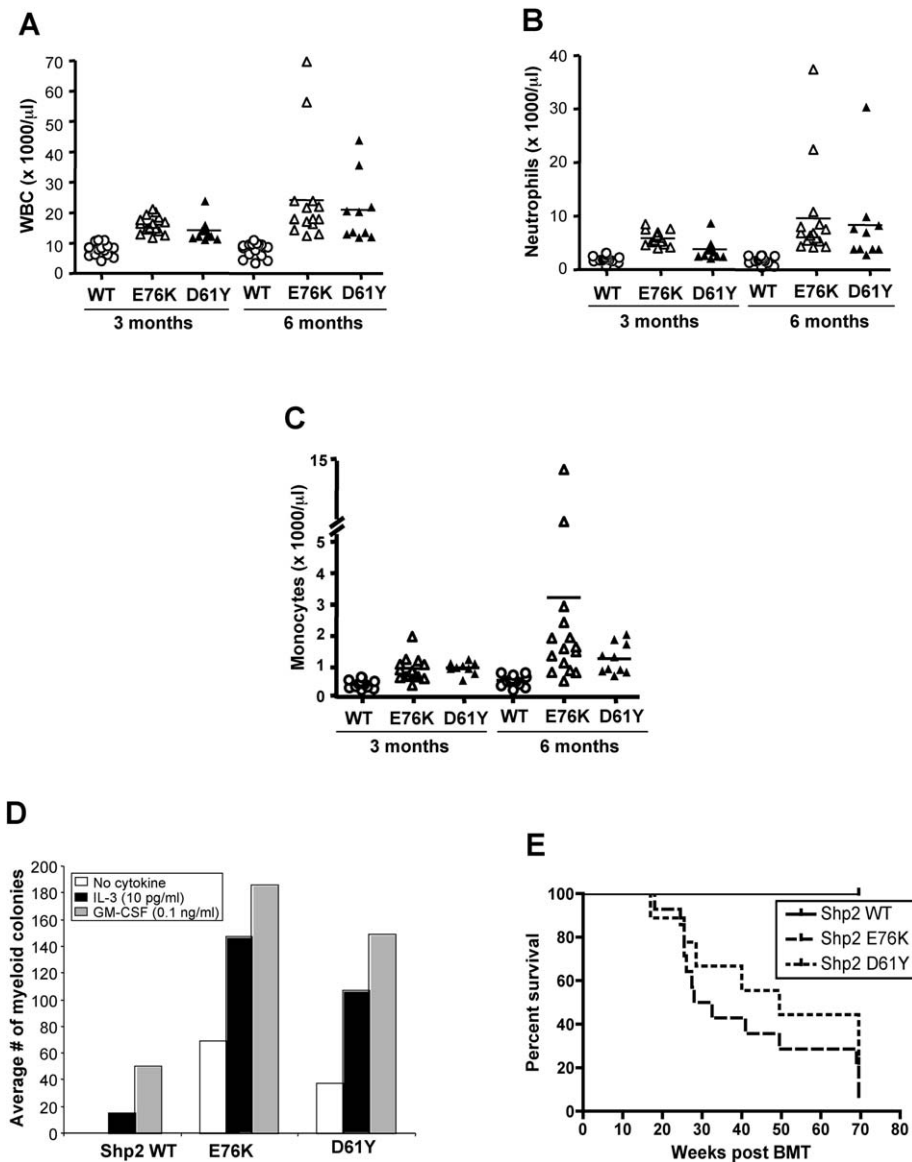 A
WBC (x 1000/µl)
70
60
50
40
30
20
10
0
WT E76K D61Y WT E76K D61Y
3 months 6 months
B
Neutrophils (x 1000/µl)
40
30
20
10
0
WT E76K D61Y WT E76K D61Y
3 months 6 months
C
Monocytes (x 1000/µl)
15
5
4
3
2
1
0
WT E76K D61Y WT E76K D61Y
3 months 6 months
D
Average # of myeloid colonies
200
180
160
140
120
100
80
60
40
20
0
No cytokine
IL-3 (10 pg/ml)
GM-CSF (0.1 ng/ml)
Shp2 WT E76K D61Y
E
Percent survival
100
80
60
40
20
0
Shp2 WT
Shp2 E76K
Shp2 D61Y
0 10 20 30 40 50 60 70 80
Weeks post BMT